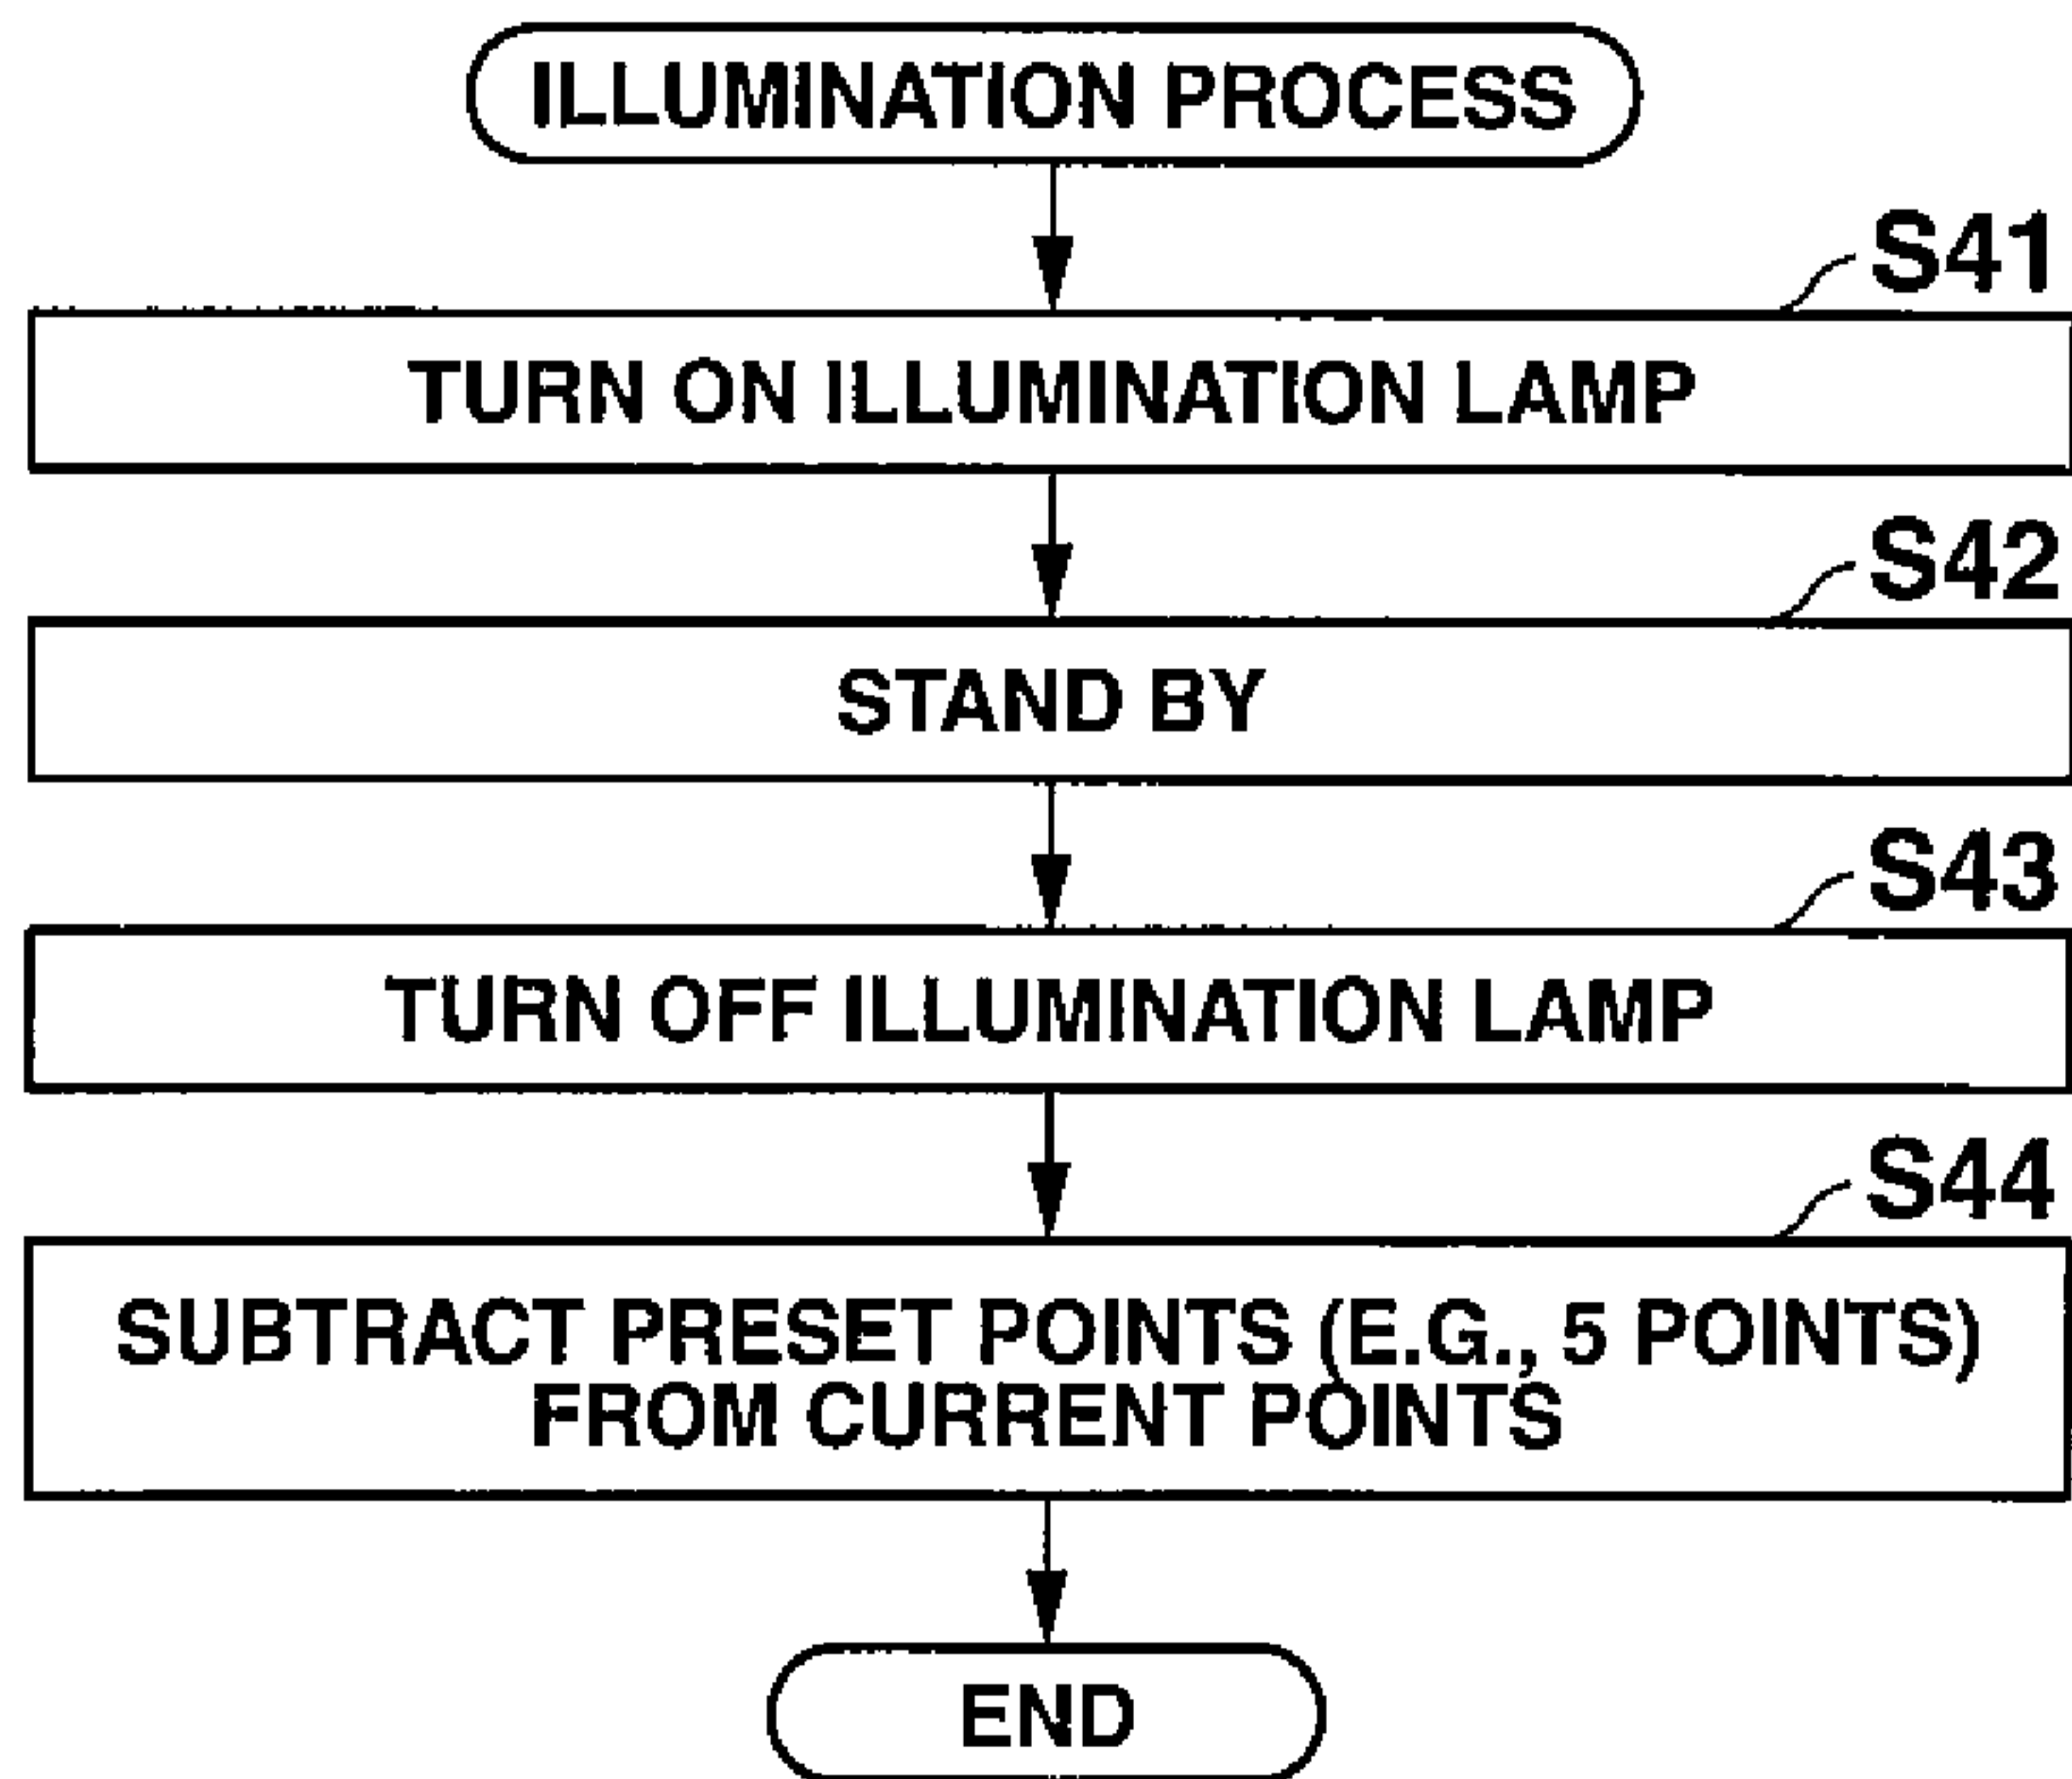 ILLUMINATION PROCESS
S41
TURN ON ILLUMINATION LAMP
S42
STAND BY
S43
TURN OFF ILLUMINATION LAMP
S44
SUBTRACT PRESET POINTS (E.G., 5 POINTS)
FROM CURRENT POINTS
END